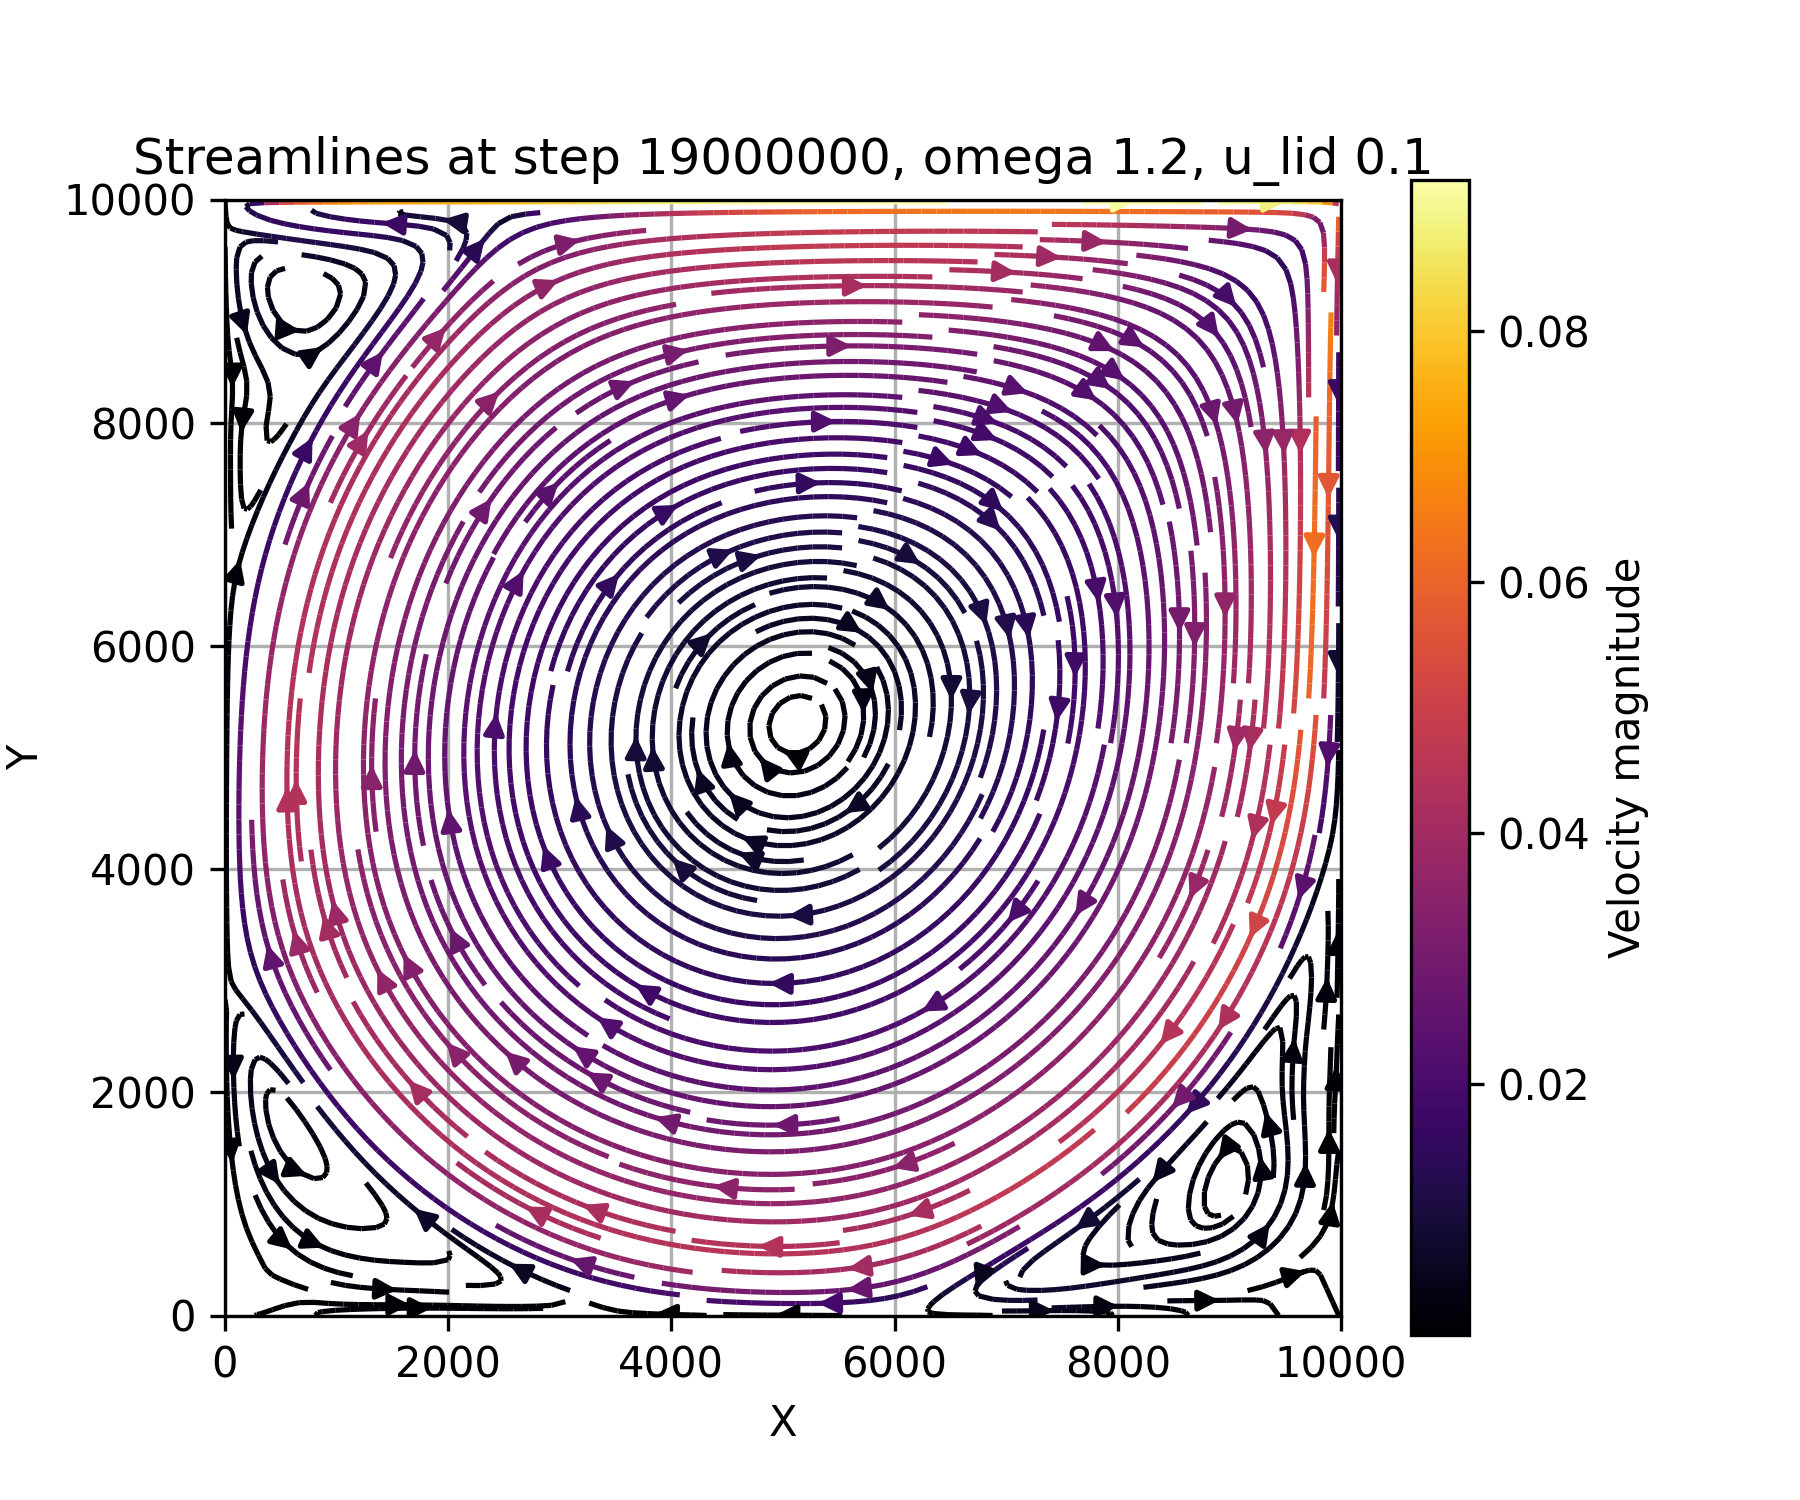 Streamlines at step 19000000, omega 1.2, u_lid 0.1
10000
8000
6000
4000
2000
0
Y
0 2000 4000 6000 8000 10000
X
0.08
0.06
0.04
0.02
Velocity magnitude